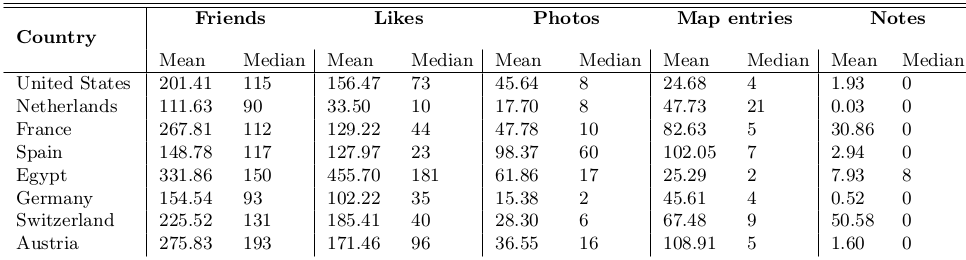 Country Friends Likes Photos Map entries Notes
Mean Median Mean Median Mean Median Mean Median Mean Median
United States 201.41 115 156.47 73 45.64 8 24.68 4 1.93 0
Netherlands 111.63 90 33.50 10 17.70 8 47.73 21 0.03 0
France 267.81 112 129.22 44 47.78 10 82.63 5 30.86 0
Spain 148.78 117 127.97 23 98.37 60 102.05 7 2.94 0
Egypt 331.86 150 455.70 181 61.86 17 25.29 2 7.93 8
Germany 154.54 93 102.22 35 15.38 2 45.61 4 0.52 0
Switzerland 225.52 131 185.41 40 28.30 6 67.48 9 50.58 0
Austria 275.83 193 171.46 96 36.55 16 108.91 5 1.60 0